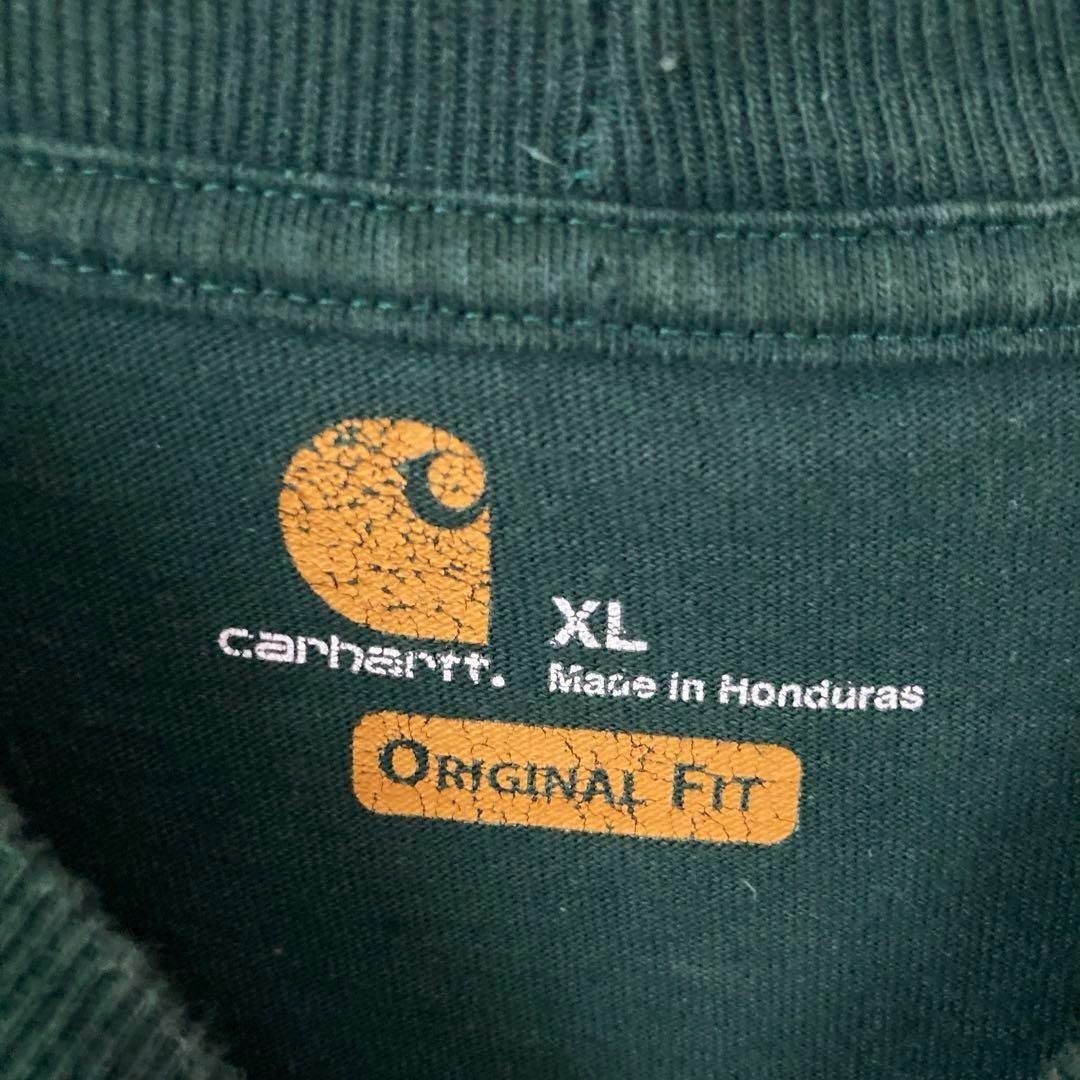 carhartt.
XL
Made in Honduras
ORIGINAL FIT